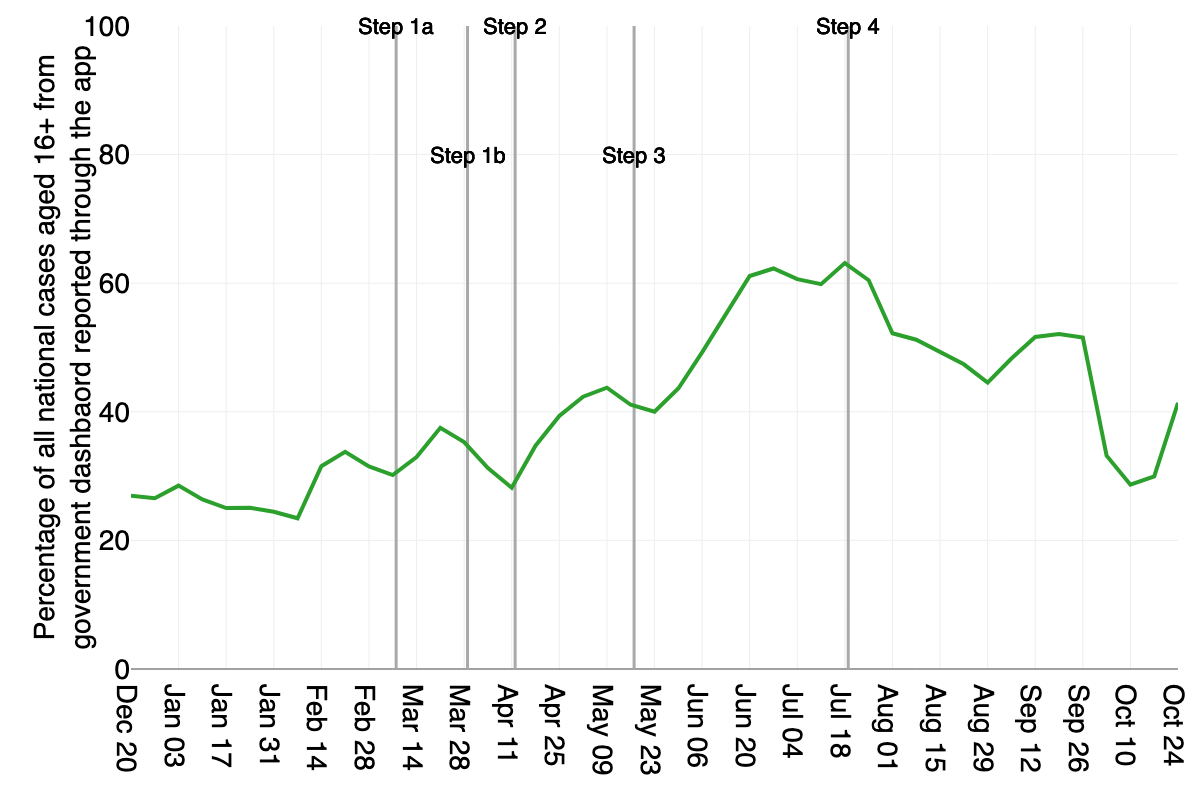 Percentage of all national cases aged 16+ from
government dashbaord reported through the app
100
80
60
40
20
0
Step 1a
Step 2
Step 4
Step 1b
Step 3
Dec 20
Jan 03
Jan 17
Jan 31
Feb 14
Feb 28
Mar 14
Mar 28
Apr 11
Apr 25
May 09
May 23
Jun 06
Jun 20
Jul 04
Jul 18
Aug 01
Aug 15
Aug 29
Sep 12
Sep 26
Oct 10
Oct 24